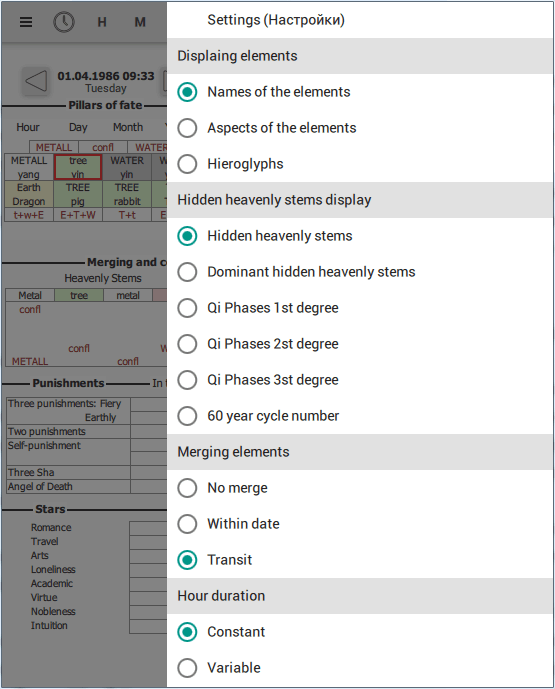 H M
01.04.1986 09:33
Tuesday
Pillars of fate
Hour Day Month
METALL confl WATER
METALL tree WATER
yang yin yin
Earth TREE TREE
Dragon pig rabbit
t+w+E E+T+W T+t
Merging and
Heavenly Stems
Metal tree metal
confl
confl
METALL confl
Punishments In
Three punishments: Fiery
Earthly
Two punishments
Self-punishment
Three Sha
Angel of Death
Stars
Romance
Travel
Arts
Loneliness
Academic
Virtue
Nobleness
Intuition
Settings (Настройки)
Displaing elements
Names of the elements
Aspects of the elements
Hieroglyphs
Hidden heavenly stems display
Hidden heavenly stems
Dominant hidden heavenly stems
Qi Phases 1st degree
Qi Phases 2st degree
Qi Phases 3st degree
60 year cycle number
Merging elements
No merge
Within date
Transit
Hour duration
Constant
Variable